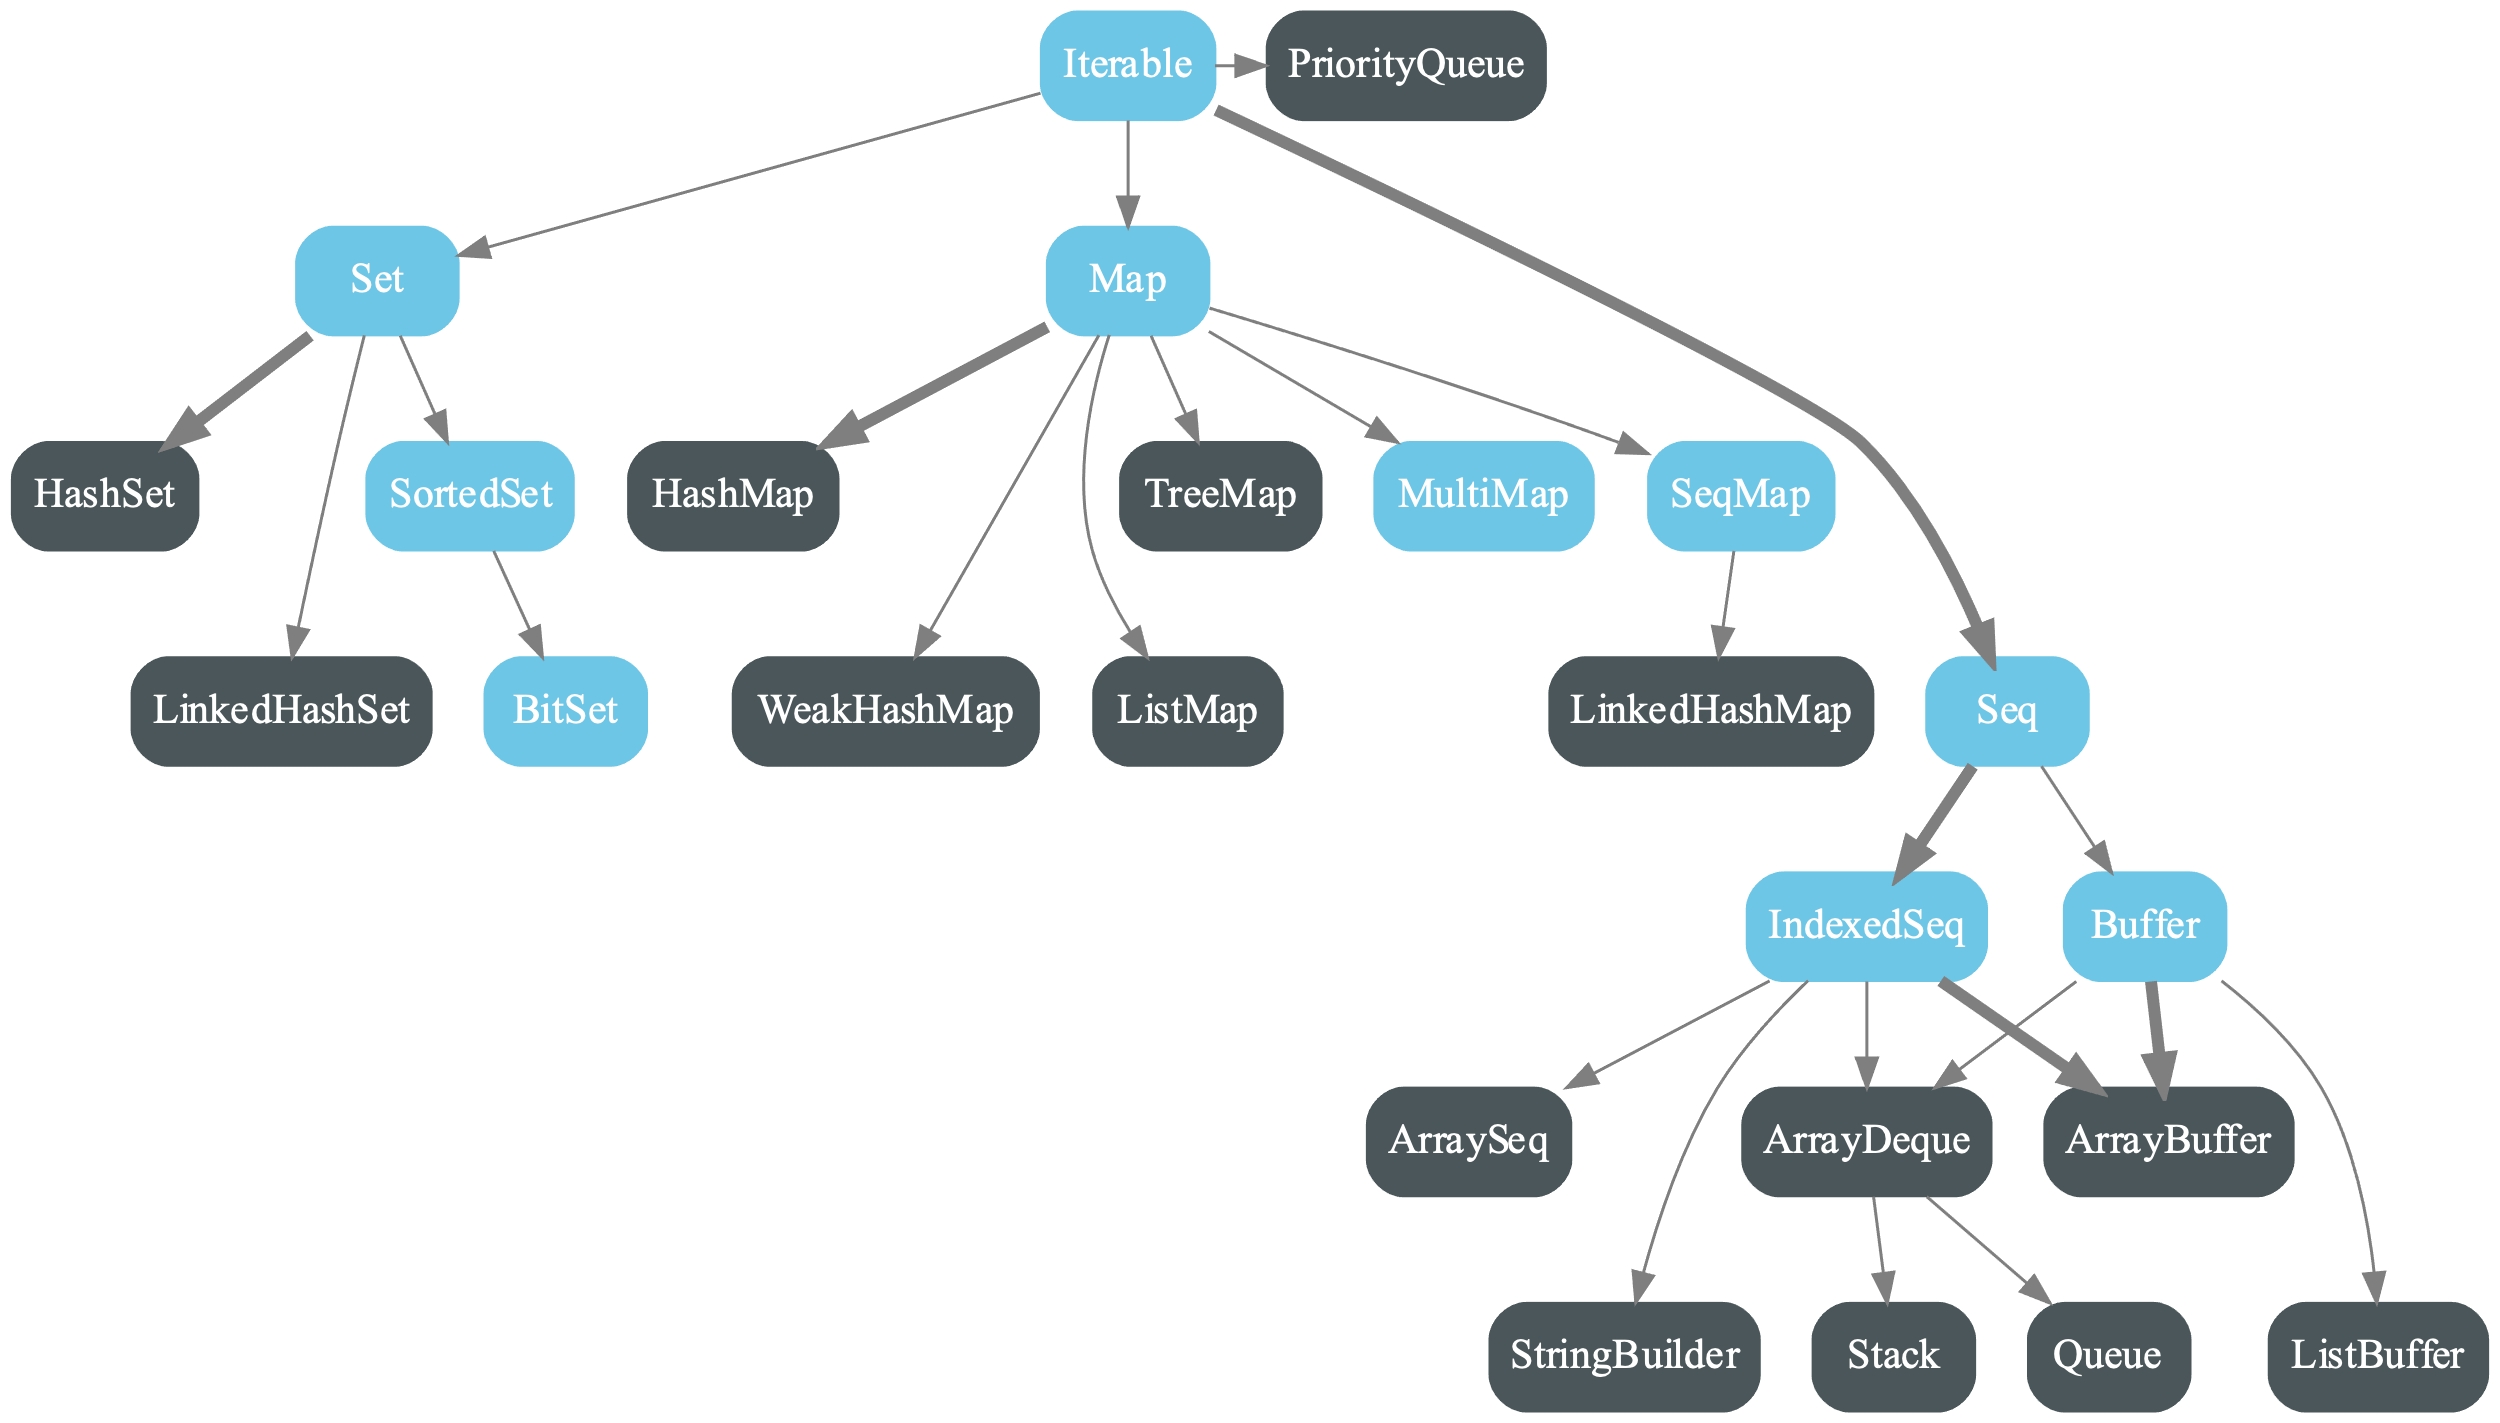 Iterable
PriorityQueue
Set
Map
HashSet
SortedSet
HashMap
TreeMap
MultiMap
SeqMap
LinkedHashSet
BitSet
WeakHashMap
ListMap
LinkedHashMap
Seq
IndexedSeq
Buffer
ArraySeq
ArrayDeque
ArrayBuffer
StringBuilder
Stack
Queue
ListBuffer